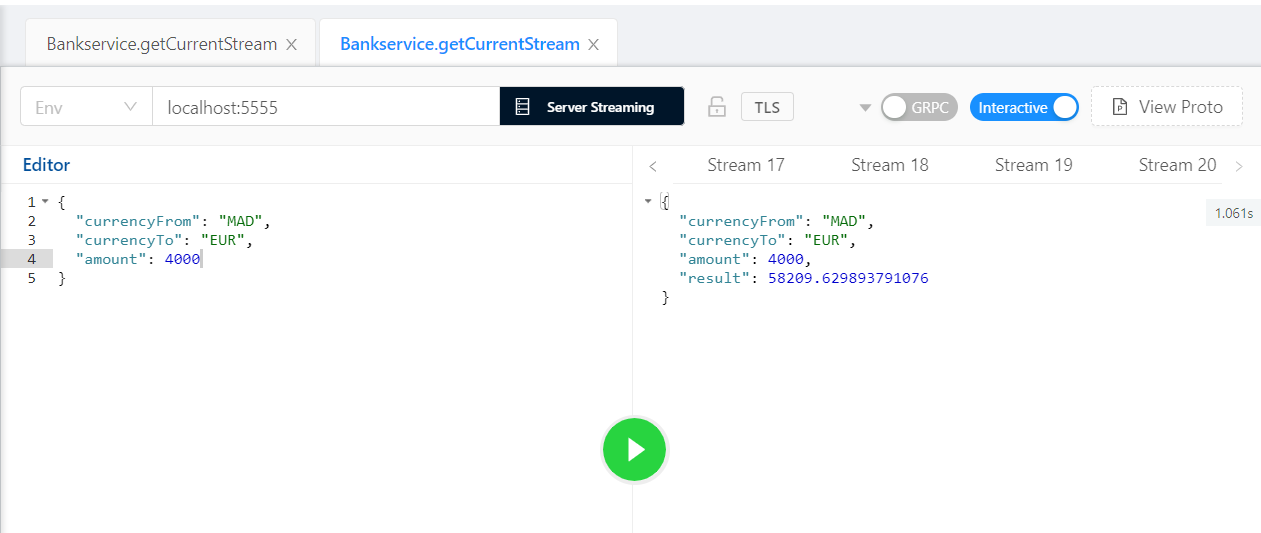 Bankservice.getCurrentStream Bankservice.getCurrentStream
Env localhost:5555 Server Streaming TLS GRPC Interactive View Proto
Editor
1 {
2 "currencyFrom": "MAD",
3 "currencyTo": "EUR",
4 "amount": 4000
5 }
Stream 17 Stream 18 Stream 19 Stream 20
{
"currencyFrom": "MAD",
"currencyTo": "EUR",
"amount": 4000,
"result": 58209.629893791076
}
1.061s